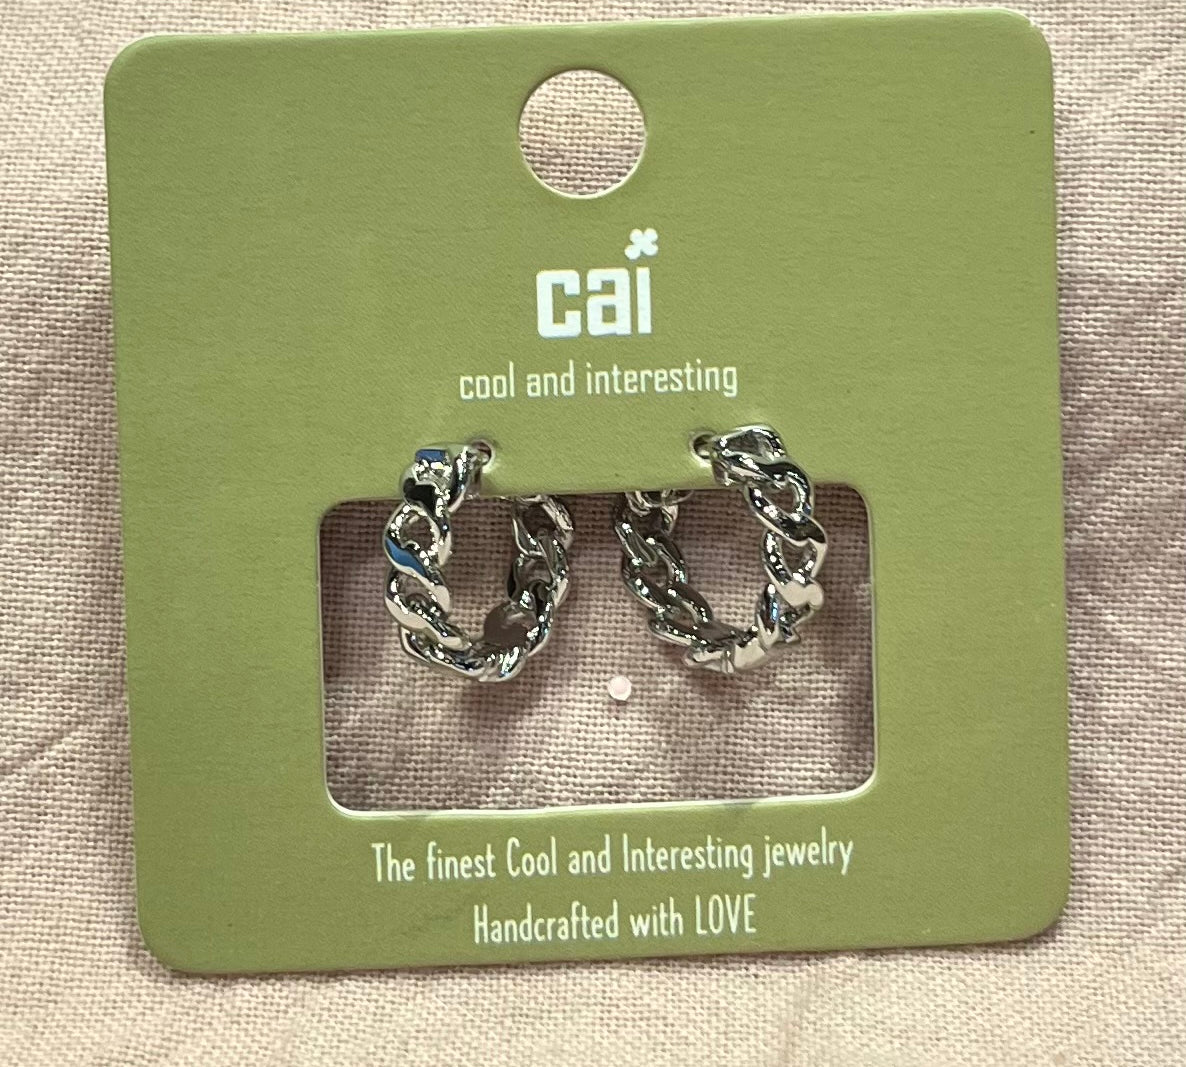 cai
cool and interesting
The finest Cool and Interesting jewelry
Handcrafted with LOVE